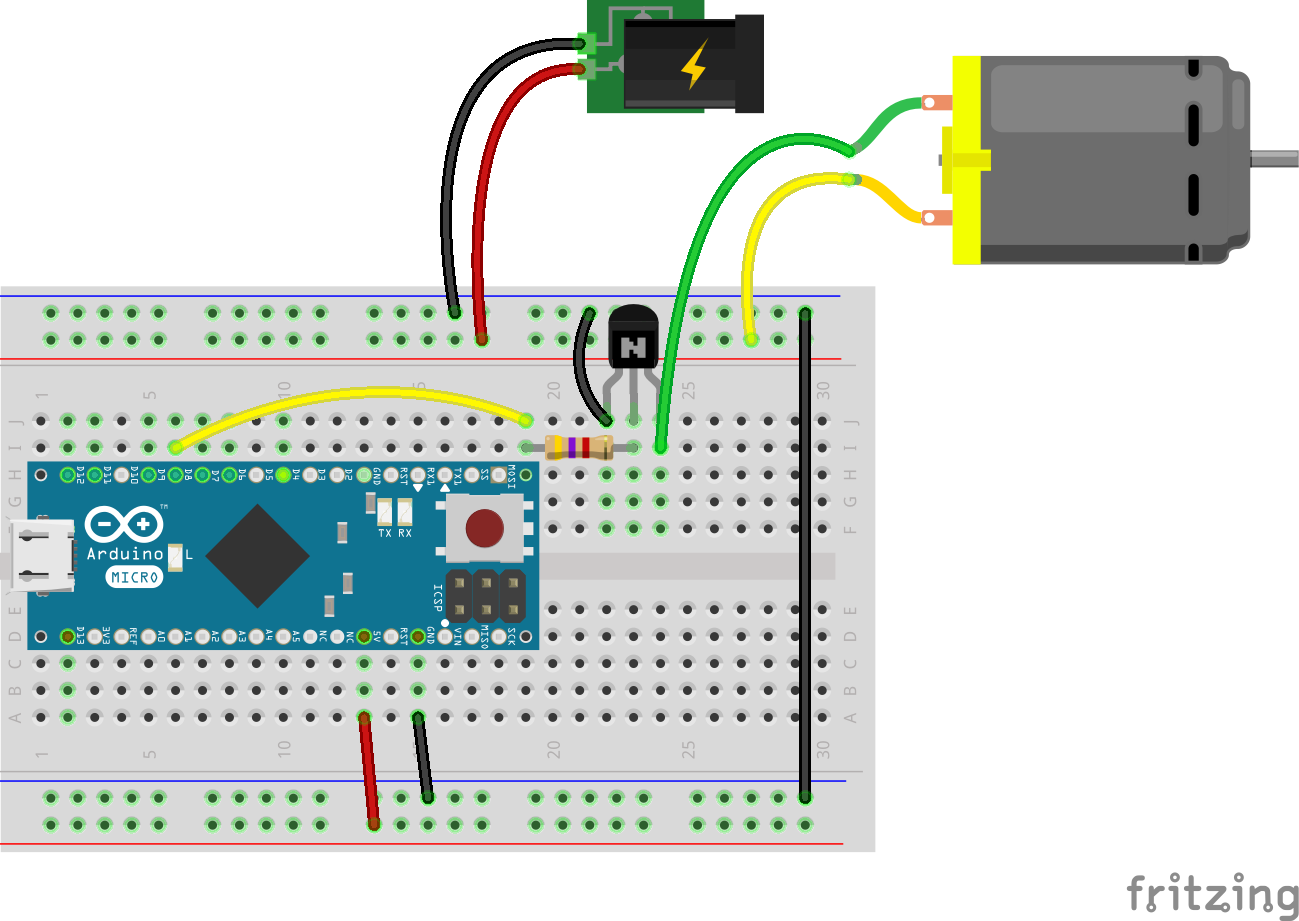 N
1 5 10 15 20 25 30
J J
I I
D12 D11 D10 D9 D8 D7 D6 D5 D4 D3 D2 GND RST RX1 TX1 SS MOSI
H H
G G
F F
TM
Arduino
MICRO
L
TX RX
ICSP
E E
D D
D13 3V3 REF A0 A1 A2 A3 A4 A5 NC NC 5V RST GND VIN MISO SCK
C C
B B
A A
1 5 10 20 25 30
fritzing